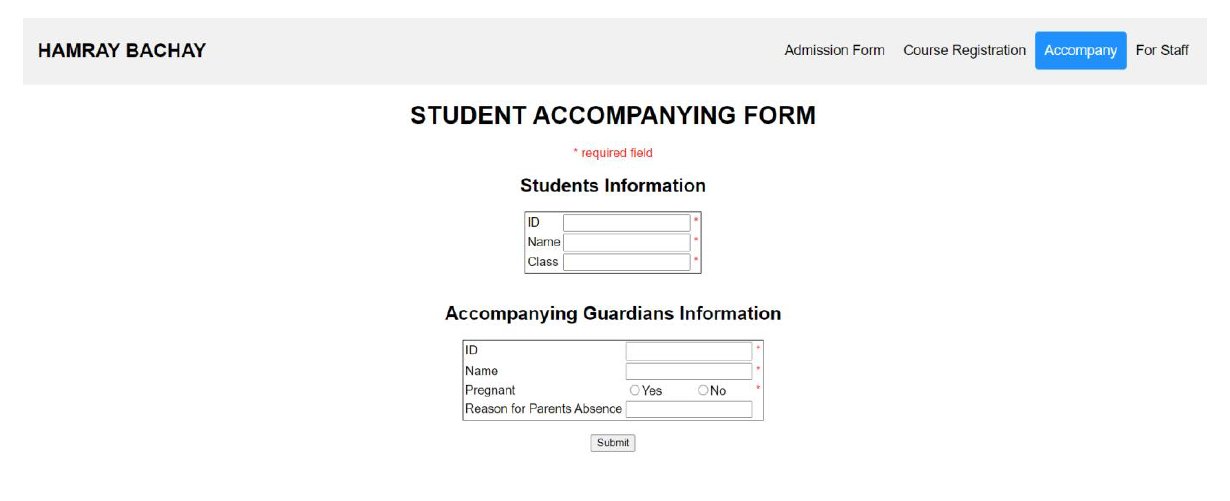 HAMRAY BACHAY
Admission Form Course Registration Accompany For Staff
STUDENT ACCOMPANYING FORM
* required field
Students Information
ID *
Name *
Class *
Accompanying Guardians Information
ID *
Name *
Pregnant Yes No *
Reason for Parents Absence
Submit